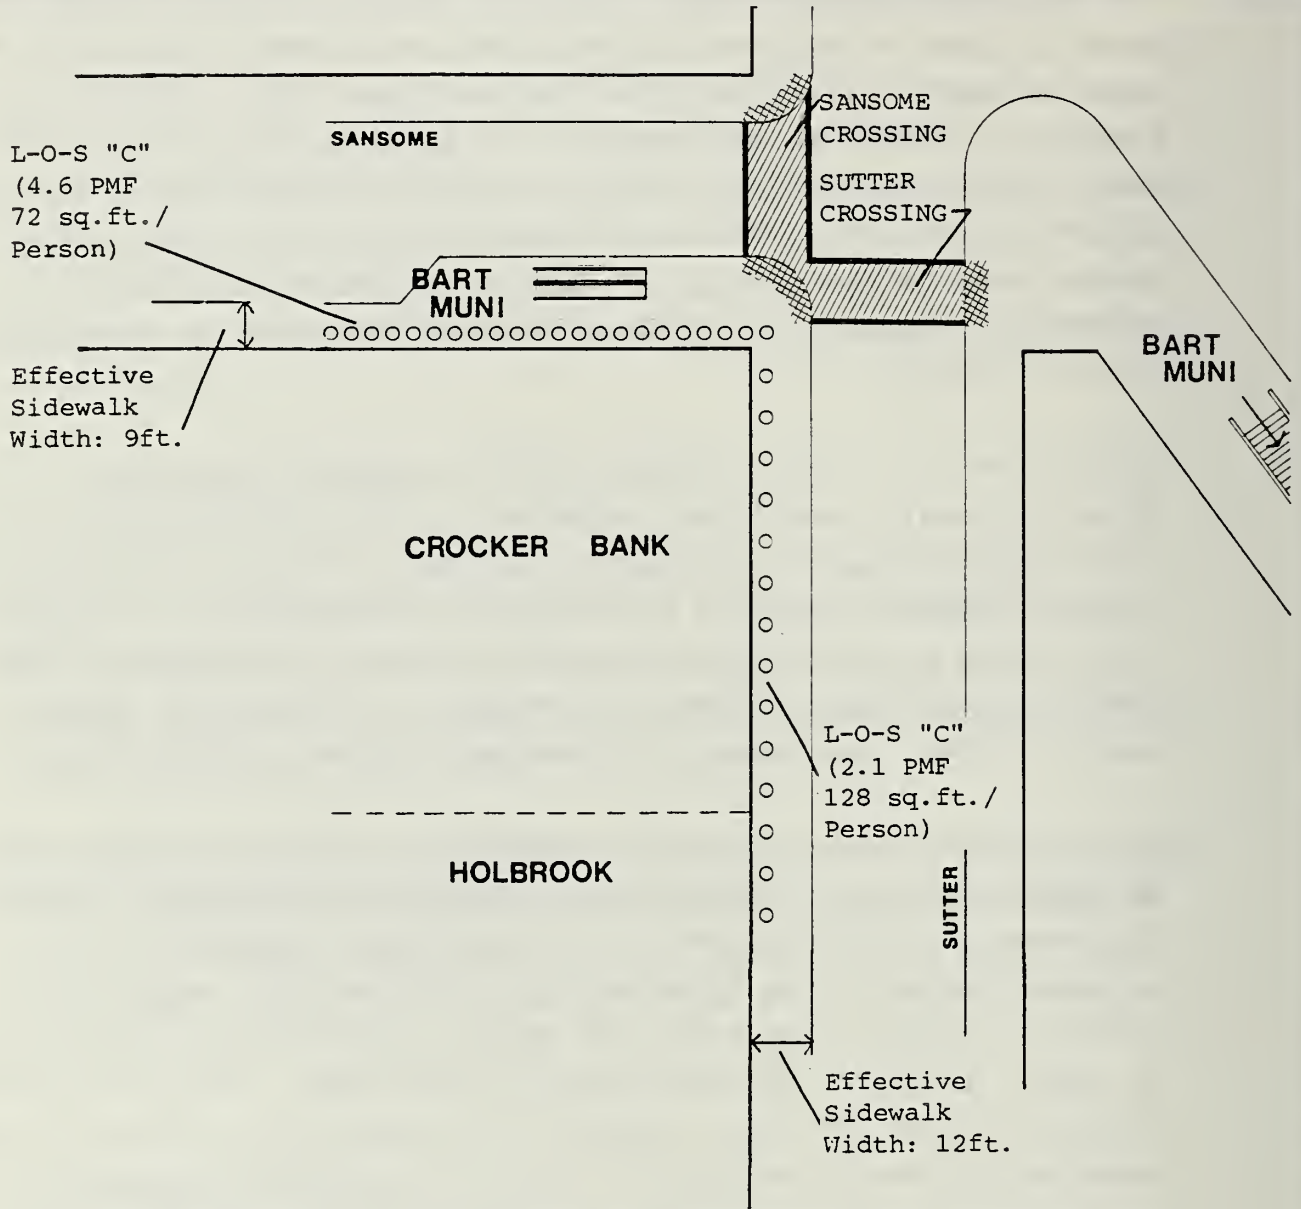 SANSOME
L-O-S "C"
(4.6 PMF
72 sq.ft./
Person)
SANSOME
CROSSING
SUTTER
CROSSING
BART
MUNI
BART
MUNI
Effective
Sidewalk
Width: 9ft.
CROCKER BANK
L-O-S "C"
(2.1 PMF
128 sq.ft./
Person)
HOLBROOK
SUTTER
Effective
Sidewalk
Width: 12ft.